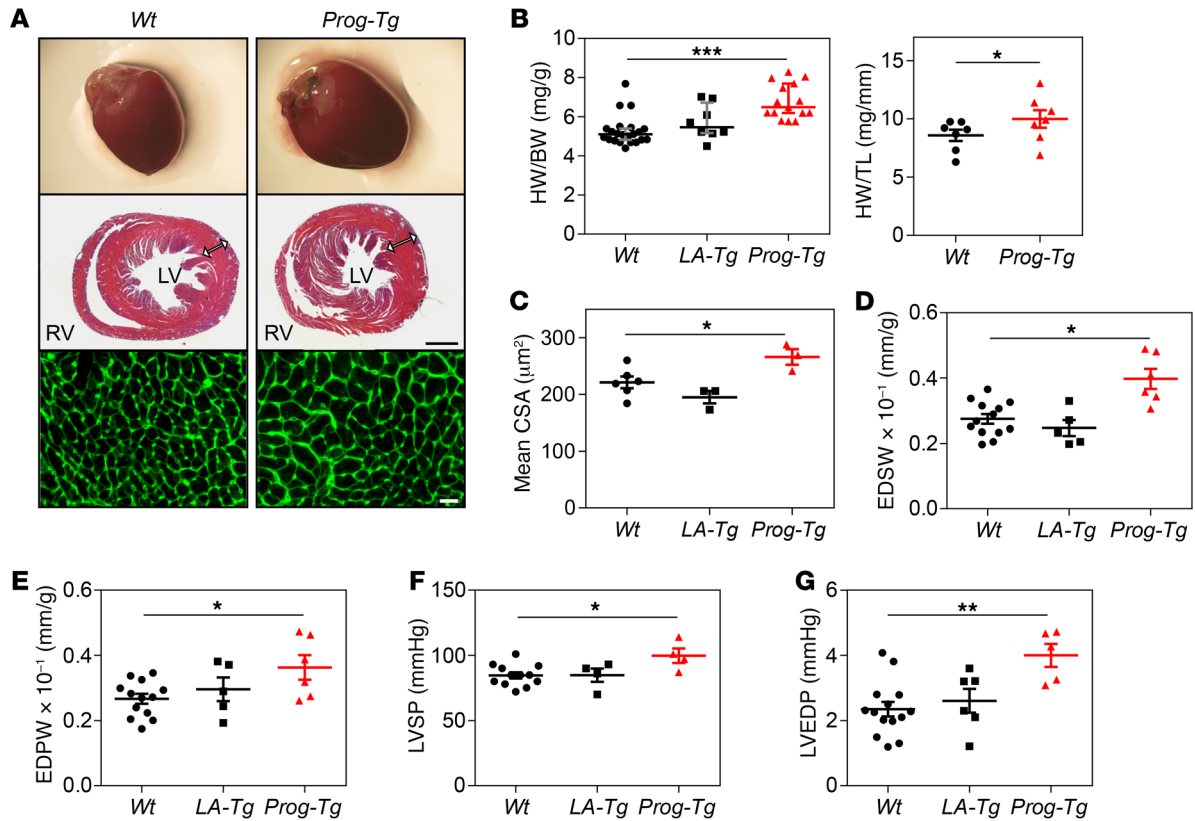 A
Wt
Prog-Tg
LV
RV
LV
RV
B
HW/BW (mg/g)
10
8
6
4
2
0
***
Wt
LA-Tg
Prog-Tg
HW/TL (mg/mm)
15
10
5
0
*
Wt
Prog-Tg
C
Mean CSA (μm²)
300
200
100
0
*
Wt
LA-Tg
Prog-Tg
D
EDSW × 10⁻¹ (mm/g)
0.6
0.4
0.2
0.0
*
Wt
LA-Tg
Prog-Tg
E
EDPW × 10⁻¹ (mm/g)
0.6
0.4
0.2
0.0
*
Wt
LA-Tg
Prog-Tg
F
LVSP (mmHg)
150
100
50
0
*
Wt
LA-Tg
Prog-Tg
G
LVEDP (mmHg)
6
4
2
0
**
Wt
LA-Tg
Prog-Tg